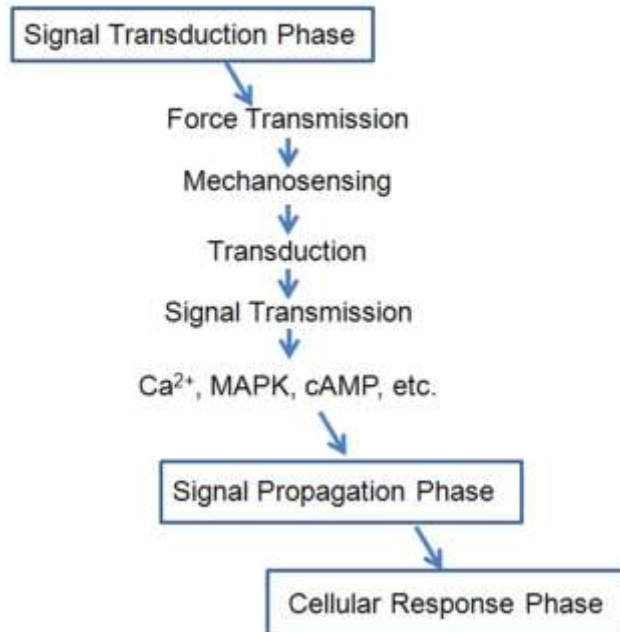 Signal Transduction Phase
Force Transmission
Mechanosensing
Transduction
Signal Transmission
Ca²⁺, MAPK, cAMP, etc.
Signal Propagation Phase
Cellular Response Phase